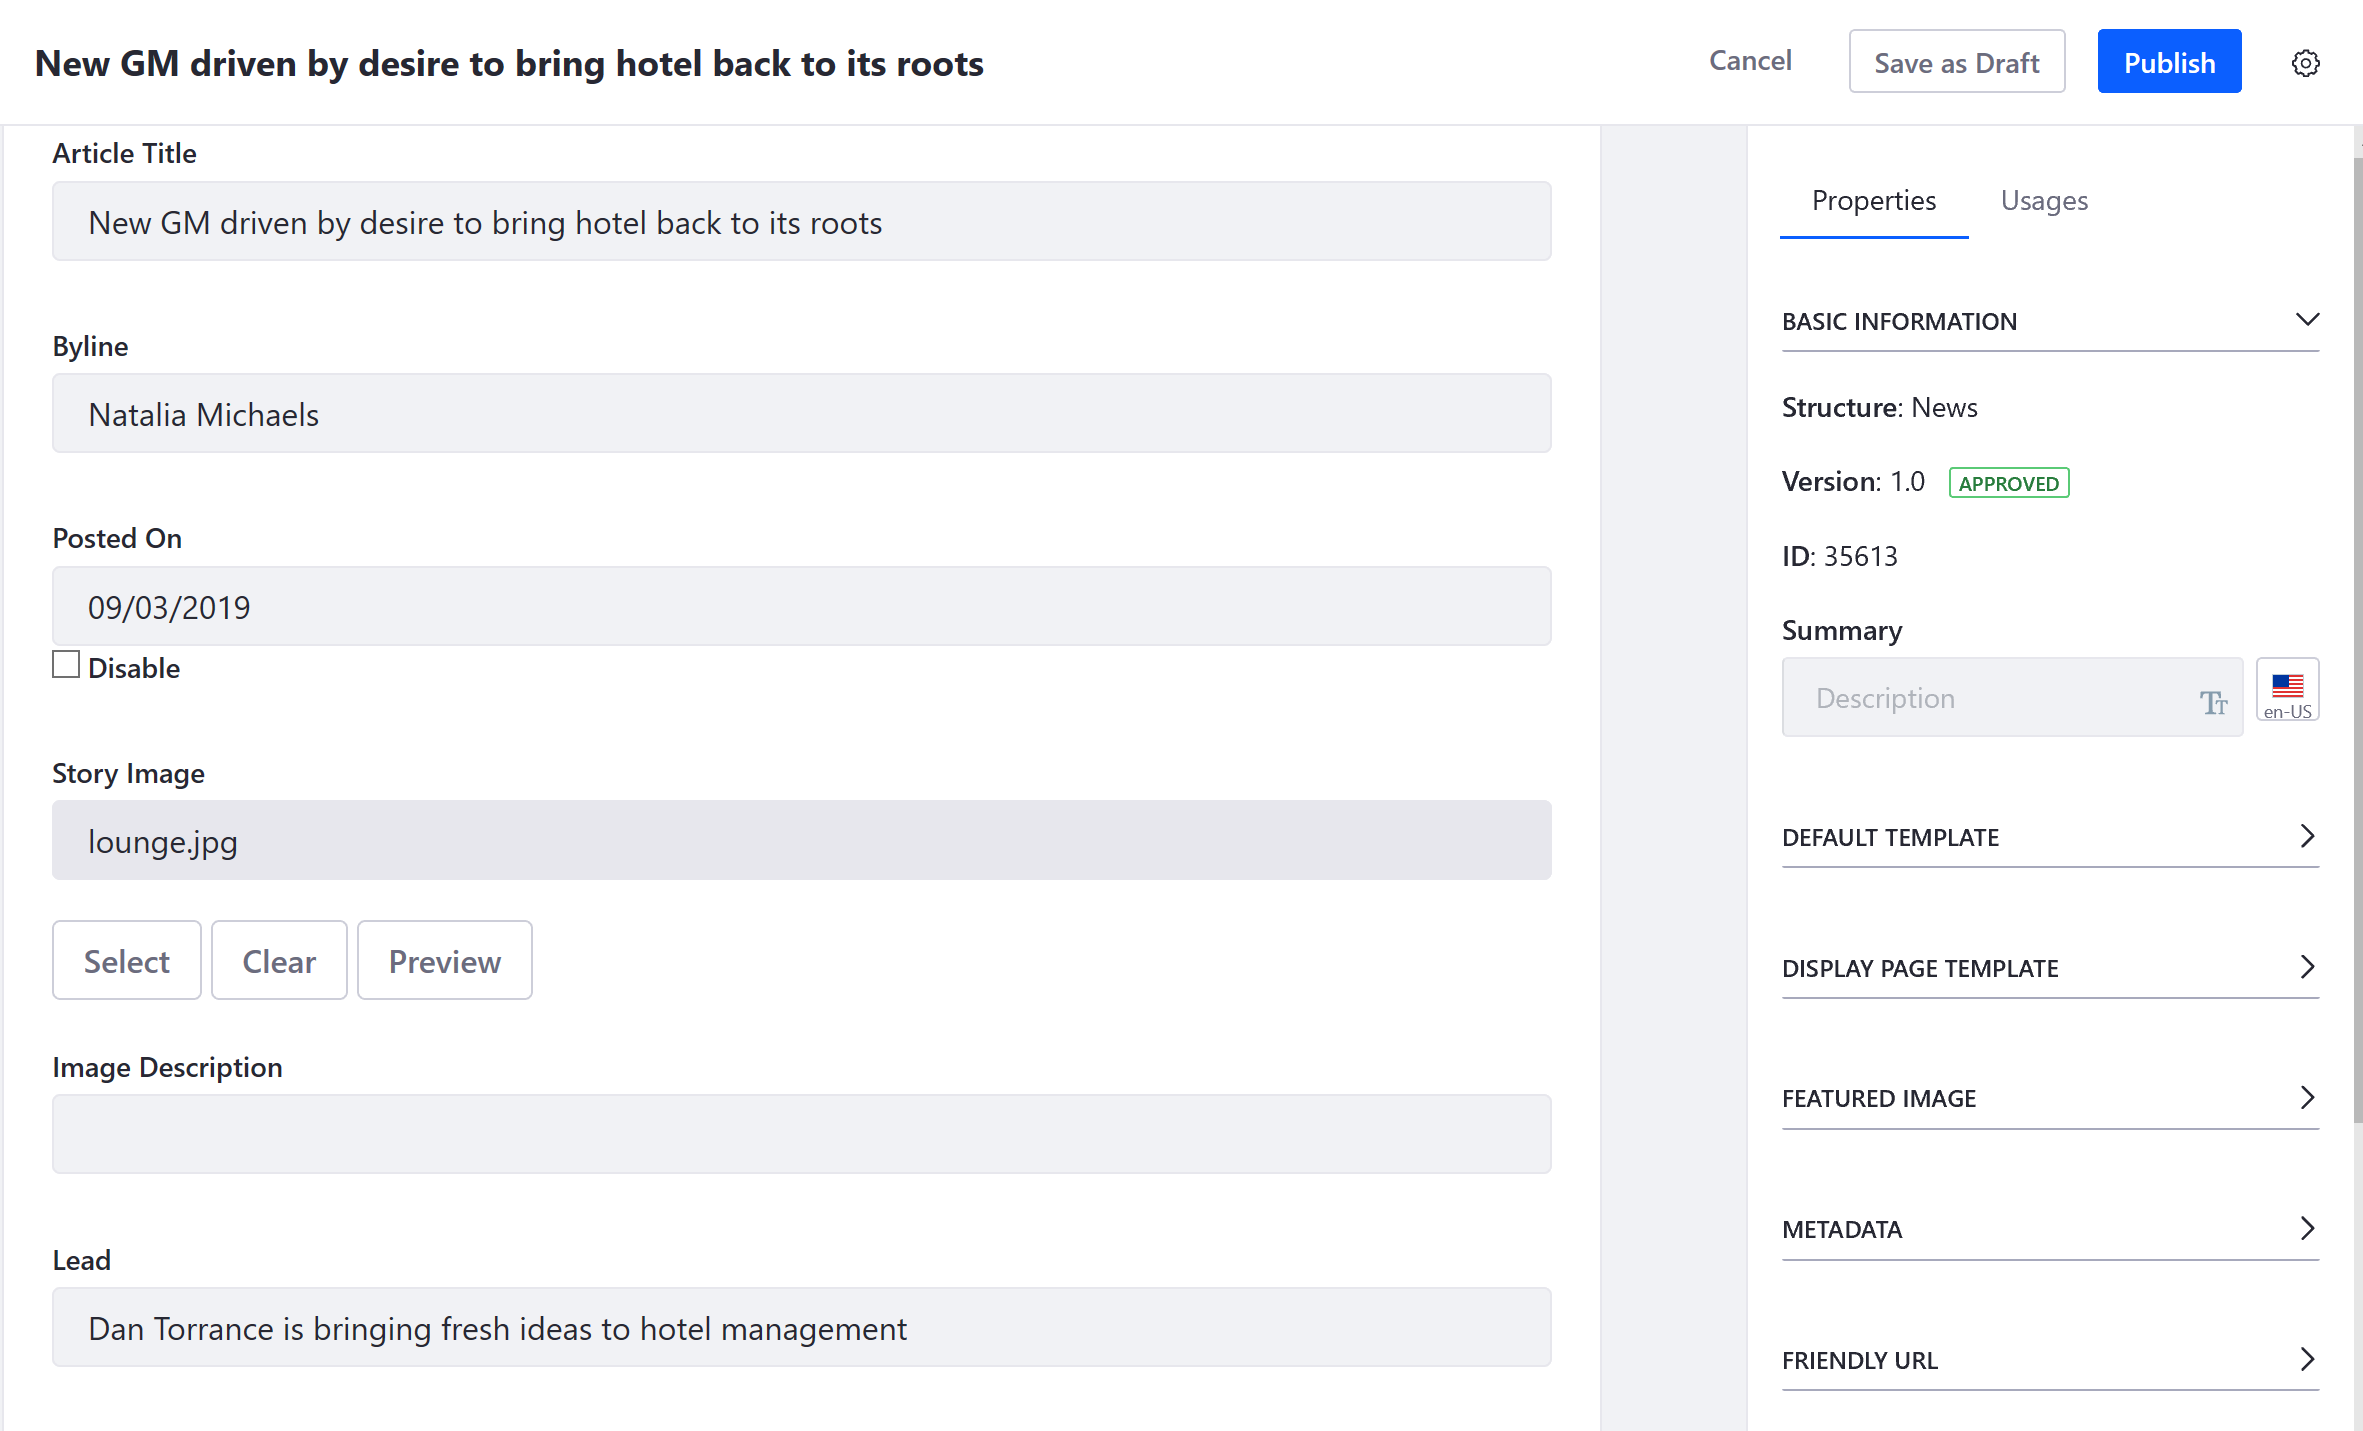 New GM driven by desire to bring hotel back to its roots
Cancel
Save as Draft
Publish
Article Title
New GM driven by desire to bring hotel back to its roots
Byline
Natalia Michaels
Posted On
09/03/2019
Disable
Story Image
lounge.jpg
Select
Clear
Preview
Image Description
Lead
Dan Torrance is bringing fresh ideas to hotel management
Properties
Usages
BASIC INFORMATION
Structure: News
Version: 1.0 APPROVED
ID: 35613
Summary
Description
en-US
DEFAULT TEMPLATE
DISPLAY PAGE TEMPLATE
FEATURED IMAGE
METADATA
FRIENDLY URL